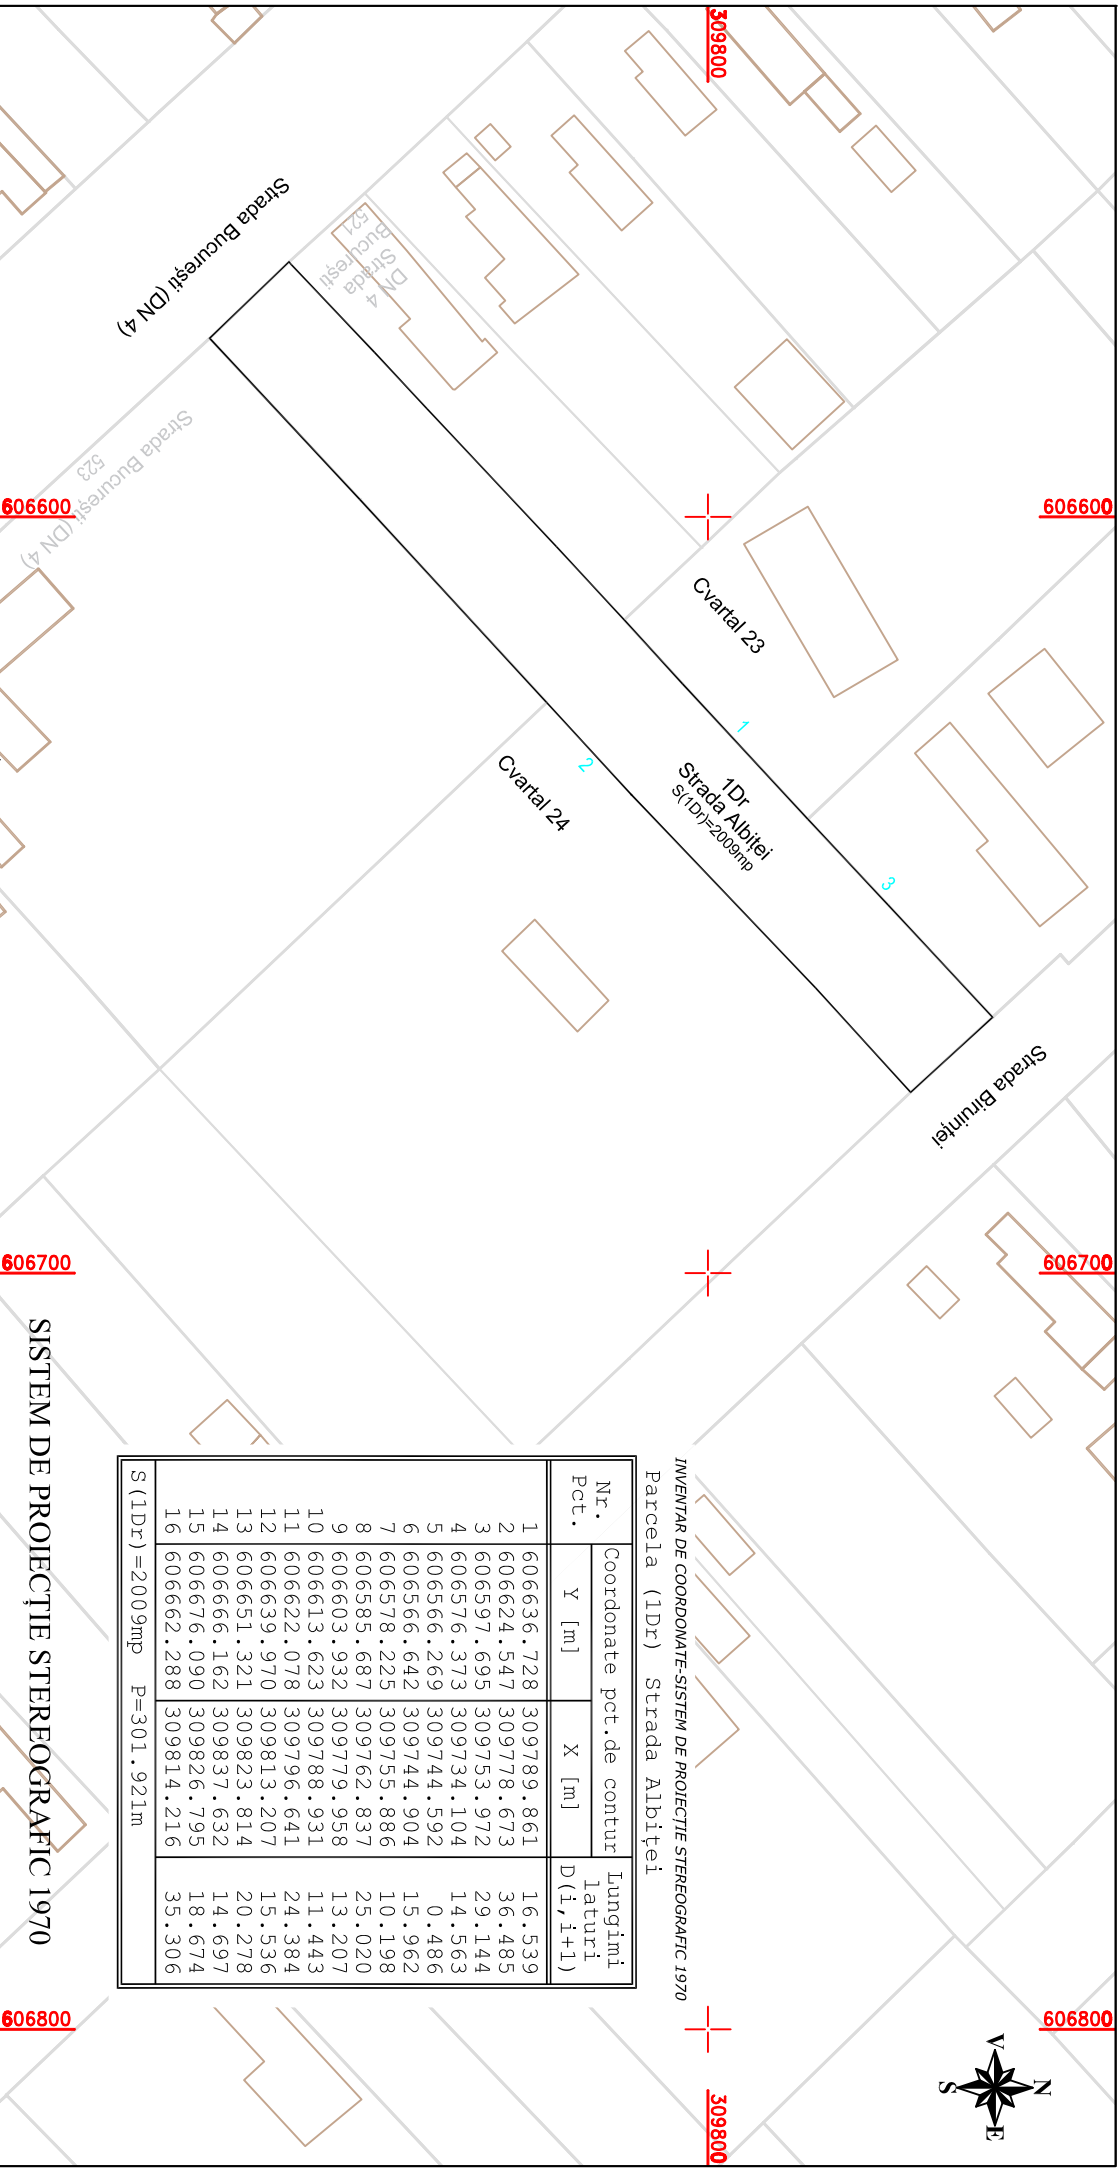 309800
Strada București (DN 4)
DN 4
Strada
București
521
Strada București (DN 4)
523
606600
606600
Cvartal 23
1
2
Cvartal 24
1Dr
Strada Albiței
S(1Dr)=2009mp
3
Strada Biruinței
606700
606700
INVENTAR DE COORDONATE-SISTEM DE PROIECȚIE STEREOGRAFIC 1970
Parcela (1Dr) Strada Albiței
Nr. Pct. Coordonate pct.de contur Lungimi laturi D(i,i+1)
Y [m] X [m]
1 606636.728 309789.861 16.539
2 606624.547 309778.673 36.485
3 606597.695 309753.972 29.144
4 606576.373 309734.104 14.563
5 606566.269 309744.592 0.486
6 606566.642 309744.904 15.962
7 606578.225 309755.886 10.198
8 606585.687 309762.837 25.020
9 606603.932 309779.958 13.207
10 606613.623 309788.931 11.443
11 606622.078 309796.641 24.384
12 606639.970 309813.207 15.536
13 606651.321 309823.814 20.278
14 606666.162 309837.632 14.697
15 606676.090 309826.795 18.674
16 606662.288 309814.216 35.306
S(1Dr)=2009mp P=301.921m
SISTEM DE PROIECȚIE STEREOGRAFIC 1970
606800
606800
309800
N
V
E
S